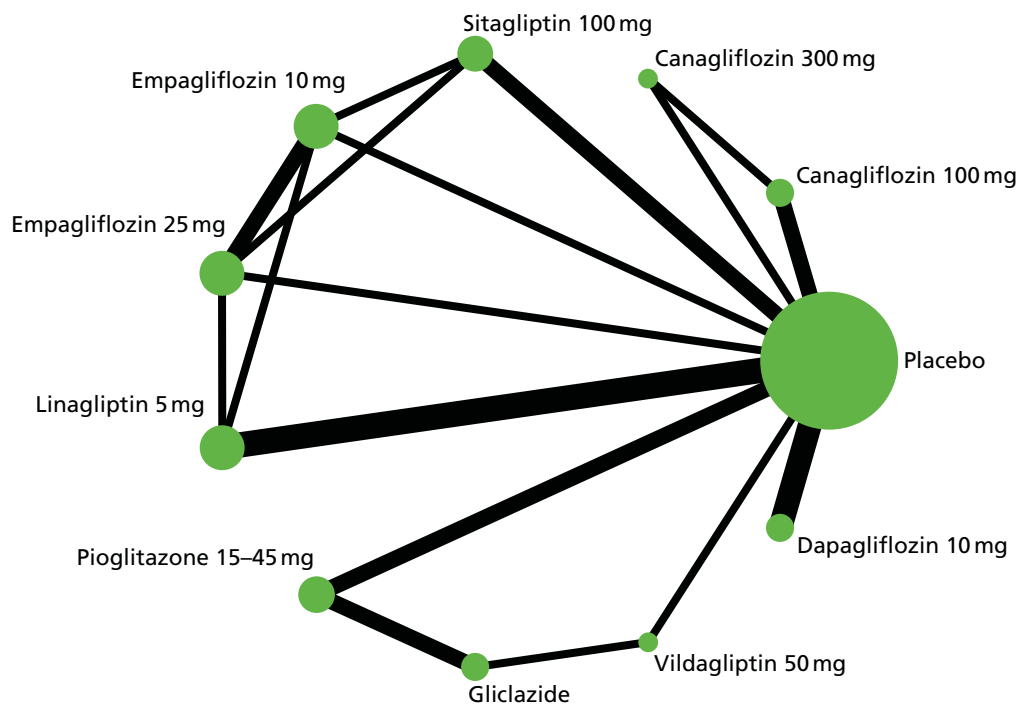 Sitagliptin 100 mg
Canagliflozin 300 mg
Empagliflozin 10 mg
Canagliflozin 100 mg
Empagliflozin 25 mg
Placebo
Linagliptin 5 mg
Dapagliflozin 10 mg
Pioglitazone 15–45 mg
Vildagliptin 50 mg
Gliclazide